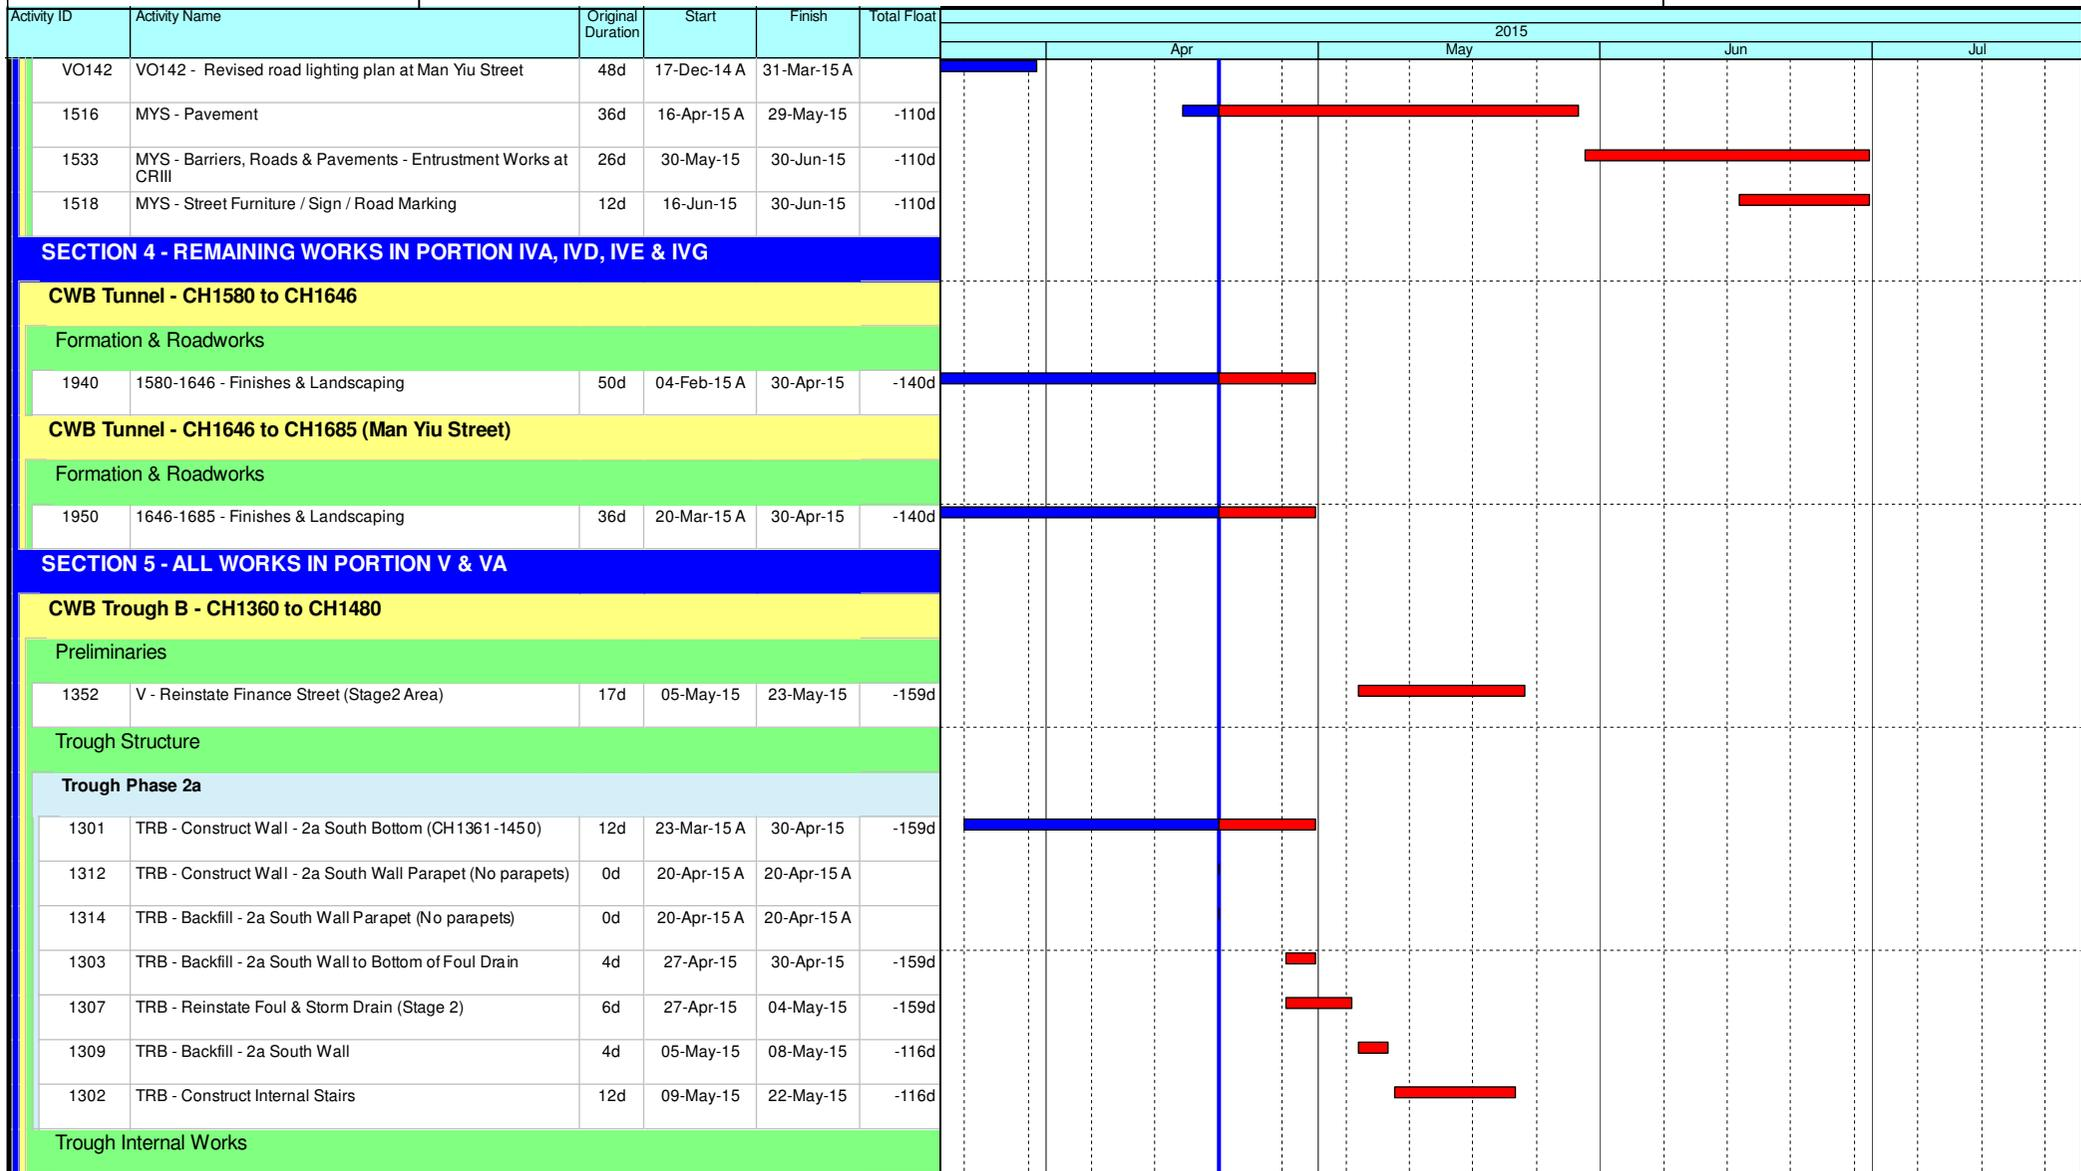 Activity ID Activity Name Original Duration Start Finish Total Float
2015
Apr May Jun Jul
VO142 VO142 - Revised road lighting plan at Man Yiu Street 48d 17-Dec-14 A 31-Mar-15 A
1516 MYS - Pavement 36d 16-Apr-15 A 29-May-15 -110d
1533 MYS - Barriers, Roads & Pavements - Entrustment Works at 26d 30-May-15 30-Jun-15 -110d
CRIII
1518 MYS - Street Furniture / Sign / Road Marking 12d 16-Jun-15 30-Jun-15 -110d
SECTION 4 - REMAINING WORKS IN PORTION IVA, IVD, IVE & IVG
CWB Tunnel - CH1580 to CH1646
Formation & Roadworks
1940 1580-1646 - Finishes & Landscaping 50d 04-Feb-15 A 30-Apr-15 -140d
CWB Tunnel - CH1646 to CH1685 (Man Yiu Street)
Formation & Roadworks
1950 1646-1685 - Finishes & Landscaping 36d 20-Mar-15 A 30-Apr-15 -140d
SECTION 5 - ALL WORKS IN PORTION V & VA
CWB Trough B - CH1360 to CH1480
Preliminaries
1352 V - Reinstate Finance Street (Stage2 Area) 17d 05-May-15 23-May-15 -159d
Trough Structure
Trough Phase 2a
1301 TRB - Construct Wall - 2a South Bottom (CH1361-1450) 12d 23-Mar-15 A 30-Apr-15 -159d
1312 TRB - Construct Wall - 2a South Wall Parapet (No parapets) 0d 20-Apr-15 A 20-Apr-15 A
1314 TRB - Backfill - 2a South Wall Parapet (No parapets) 0d 20-Apr-15 A 20-Apr-15 A
1303 TRB - Backfill - 2a South Wall to Bottom of Foul Drain 4d 27-Apr-15 30-Apr-15 -159d
1307 TRB - Reinstate Foul & Storm Drain (Stage 2) 6d 27-Apr-15 04-May-15 -159d
1309 TRB - Backfill - 2a South Wall 4d 05-May-15 08-May-15 -116d
1302 TRB - Construct Internal Stairs 12d 09-May-15 22-May-15 -116d
Trough Internal Works